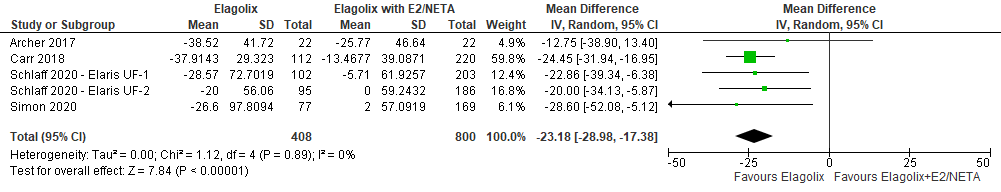 Elagolix Elagolix with E2/NETA Mean Difference Mean Difference
Study or Subgroup Mean SD Total Mean SD Total Weight IV, Random, 95% CI IV, Random, 95% CI
Archer 2017 -38.52 41.72 22 -25.77 46.64 22 4.9% -12.75 [-38.90, 13.40]
Carr 2018 -37.9143 29.323 112 -13.4677 39.0871 220 59.8% -24.45 [-31.94, -16.95]
Schlaff 2020 - Elaris UF-1 -28.57 72.7019 102 -5.71 61.9257 203 12.4% -22.86 [-39.34, -6.38]
Schlaff 2020 - Elaris UF-2 -20 56.06 95 0 59.2432 186 16.8% -20.00 [-34.13, -5.87]
Simon 2020 -26.6 97.8094 77 2 57.0919 169 6.1% -28.60 [-52.08, -5.12]
Total (95% CI) 408 800 100.0% -23.18 [-28.98, -17.38]
Heterogeneity: Tau² = 0.00; Chi² = 1.12, df = 4 (P = 0.89); I² = 0%
Test for overall effect: Z = 7.84 (P < 0.00001)
-50 -25 0 25 50
Favours Elagolix Favours Elagolix+E2/NETA